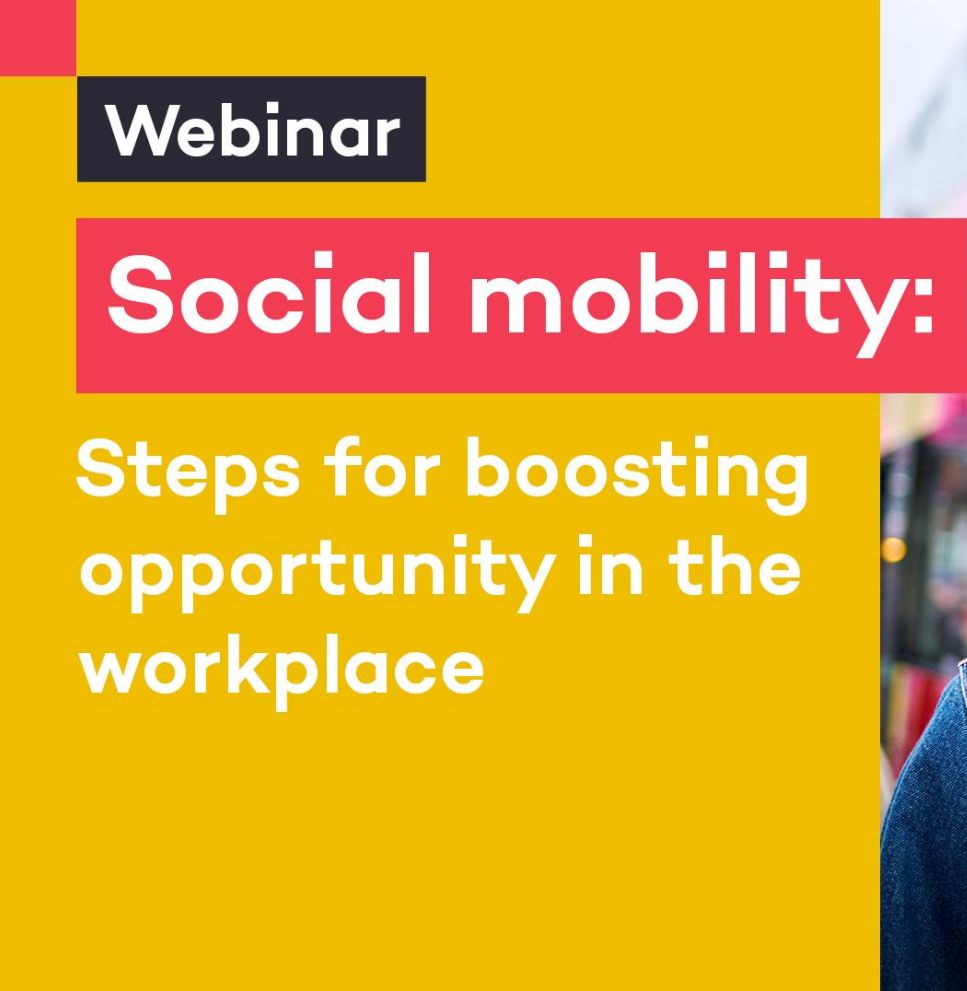 Webinar
Social mobility:
Steps for boosting
opportunity in the
workplace